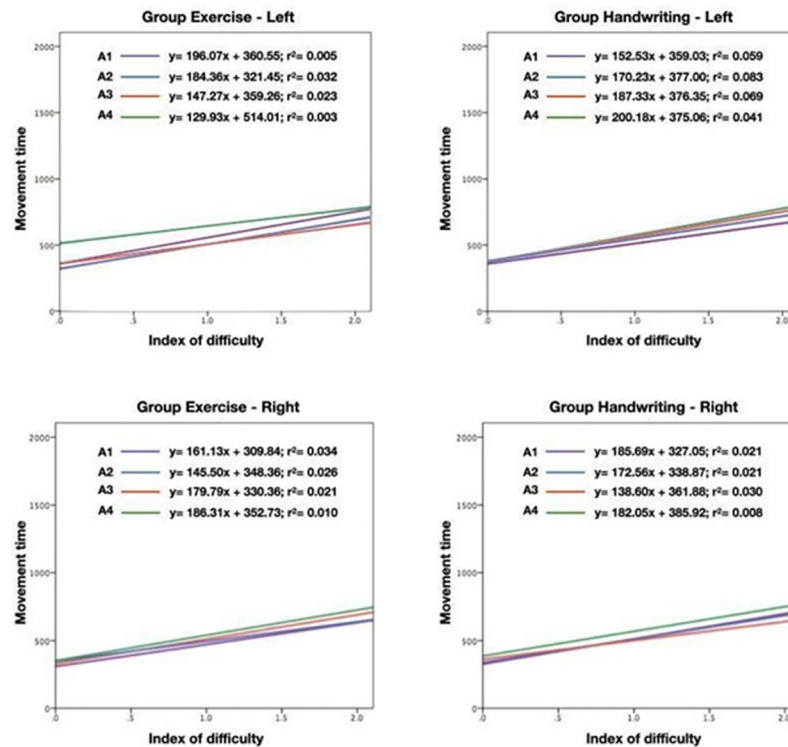 Group Exercise - Left
2000
1500
1000
500
0
Movement time
A1 y= 196.07x + 360.55; r²= 0.005
A2 y= 184.36x + 321.45; r²= 0.032
A3 y= 147.27x + 359.26; r²= 0.023
A4 y= 129.93x + 514.01; r²= 0.003
.0 .5 1.0 1.5 2.0
Index of difficulty
Group Handwriting - Left
2000
1500
1000
500
0
Movement time
A1 y= 152.53x + 359.03; r²= 0.059
A2 y= 170.23x + 377.00; r²= 0.083
A3 y= 187.33x + 376.35; r²= 0.069
A4 y= 200.18x + 375.06; r²= 0.041
.0 .5 1.0 1.5 2.0
Index of difficulty
Group Exercise - Right
2000
1500
1000
500
0
Movement time
A1 y= 161.13x + 309.84; r²= 0.034
A2 y= 145.50x + 348.36; r²= 0.026
A3 y= 179.79x + 330.36; r²= 0.021
A4 y= 186.31x + 352.73; r²= 0.010
.0 .5 1.0 1.5 2.0
Index of difficulty
Group Handwriting - Right
2000
1500
1000
500
0
Movement time
A1 y= 185.69x + 327.05; r²= 0.021
A2 y= 172.56x + 338.87; r²= 0.021
A3 y= 138.60x + 361.88; r²= 0.030
A4 y= 182.05x + 385.92; r²= 0.008
.0 .5 1.0 1.5 2.0
Index of difficulty